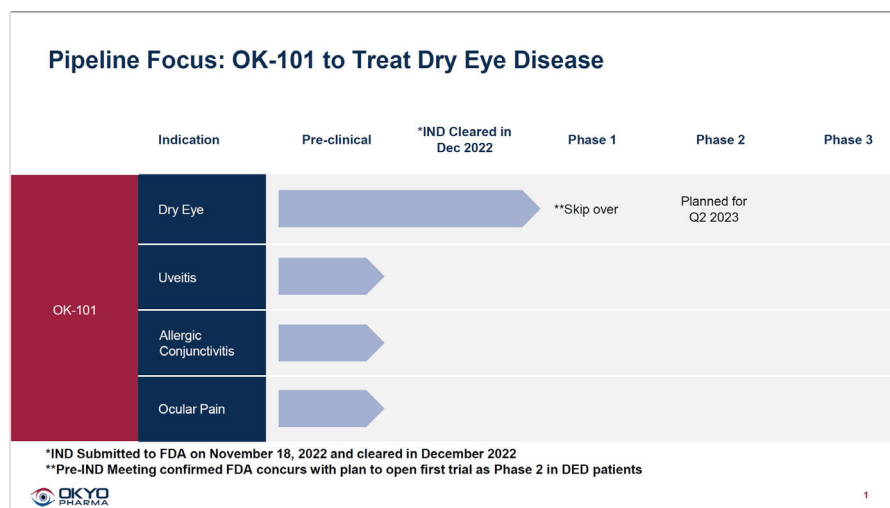 Pipeline Focus: OK-101 to Treat Dry Eye Disease
Indication
Pre-clinical
*IND Cleared in
Dec 2022
Phase 1
Phase 2
Phase 3
OK-101
Dry Eye
**Skip over
Planned for
Q2 2023
Uveitis
Allergic
Conjunctivitis
Ocular Pain
*IND Submitted to FDA on November 18, 2022 and cleared in December 2022
**Pre-IND Meeting confirmed FDA concurs with plan to open first trial as Phase 2 in DED patients
OKYO
PHARMA
1